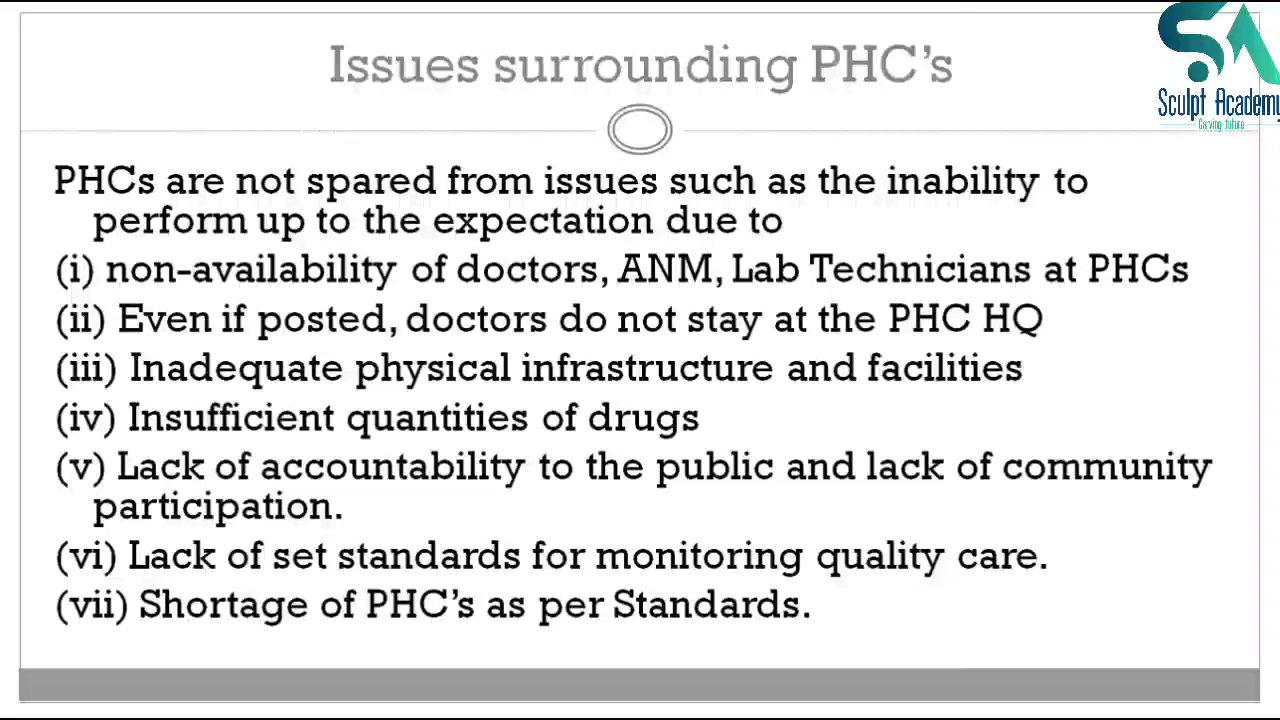 SA
Sculpt Academy
Carving future
Issues surrounding PHC's
PHCs are not spared from issues such as the inability to
perform up to the expectation due to
(i) non-availability of doctors, ANM, Lab Technicians at PHCs
(ii) Even if posted, doctors do not stay at the PHC HQ
(iii) Inadequate physical infrastructure and facilities
(iv) Insufficient quantities of drugs
(v) Lack of accountability to the public and lack of community
participation.
(vi) Lack of set standards for monitoring quality care.
(vii) Shortage of PHC's as per Standards.